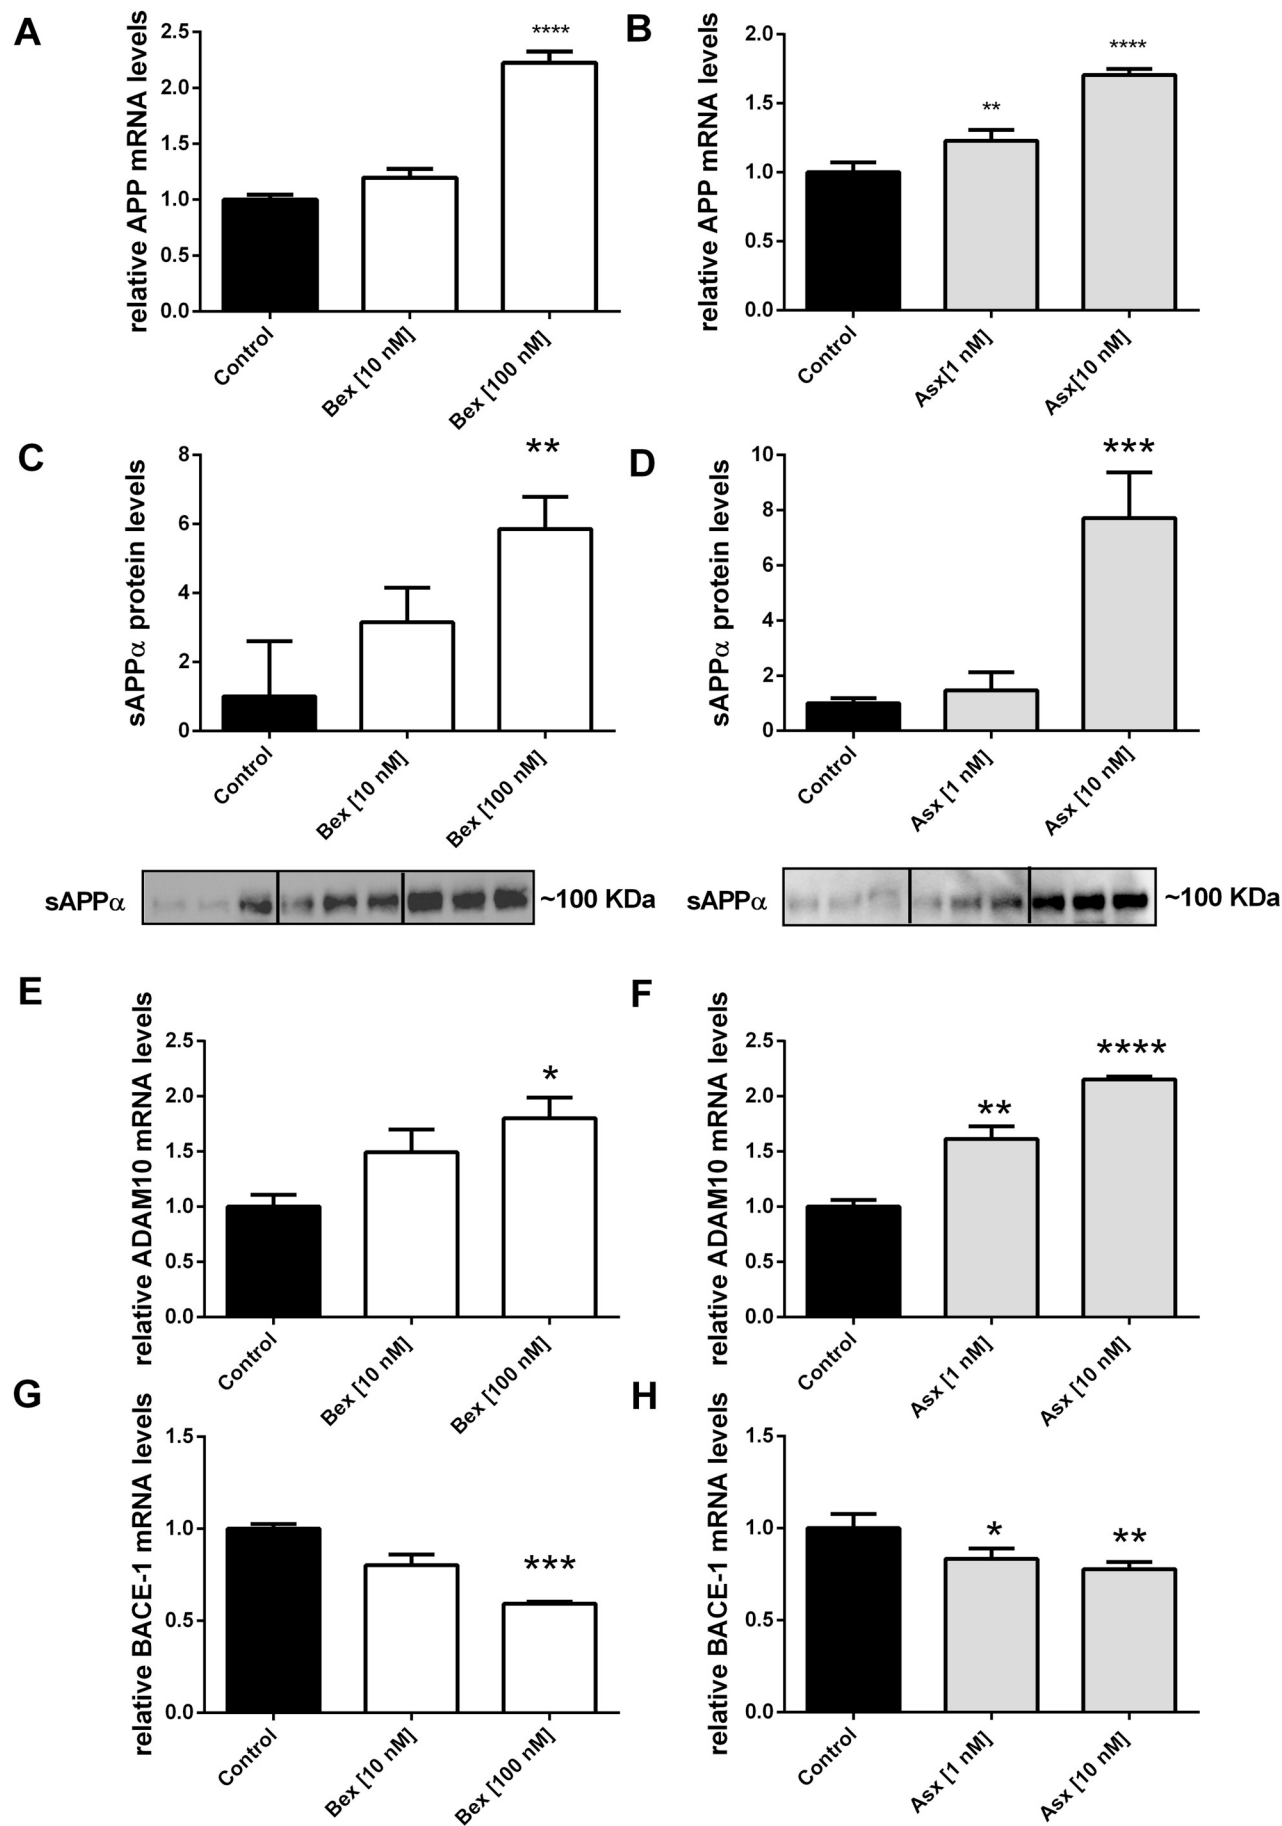 A
relative APP mRNA levels
2.5
2.0
1.5
1.0
0.5
0.0
****
Control
Bex [10 nM]
Bex [100 nM]
B
relative APP mRNA levels
2.0
1.5
1.0
0.5
0.0
**
****
Control
Asx[1 nM]
Asx[10 nM]
C
sAPPα protein levels
8
6
4
2
0
**
Control
Bex [10 nM]
Bex [100 nM]
D
sAPPα protein levels
10
8
6
4
2
0
***
Control
Asx [1 nM]
Asx [10 nM]
sAPPα
~100 KDa
sAPPα
~100 KDa
E
relative ADAM10 mRNA levels
2.5
2.0
1.5
1.0
0.5
0.0
*
Control
Bex [10 nM]
Bex [100 nM]
F
relative ADAM10 mRNA levels
2.5
2.0
1.5
1.0
0.5
0.0
**
****
Control
Asx [1 nM]
Asx [10 nM]
G
relative BACE-1 mRNA levels
1.5
1.0
0.5
0.0
***
Control
Bex [10 nM]
Bex [100 nM]
H
relative BACE-1 mRNA levels
1.5
1.0
0.5
0.0
*
**
Control
Asx [1 nM]
Asx [10 nM]